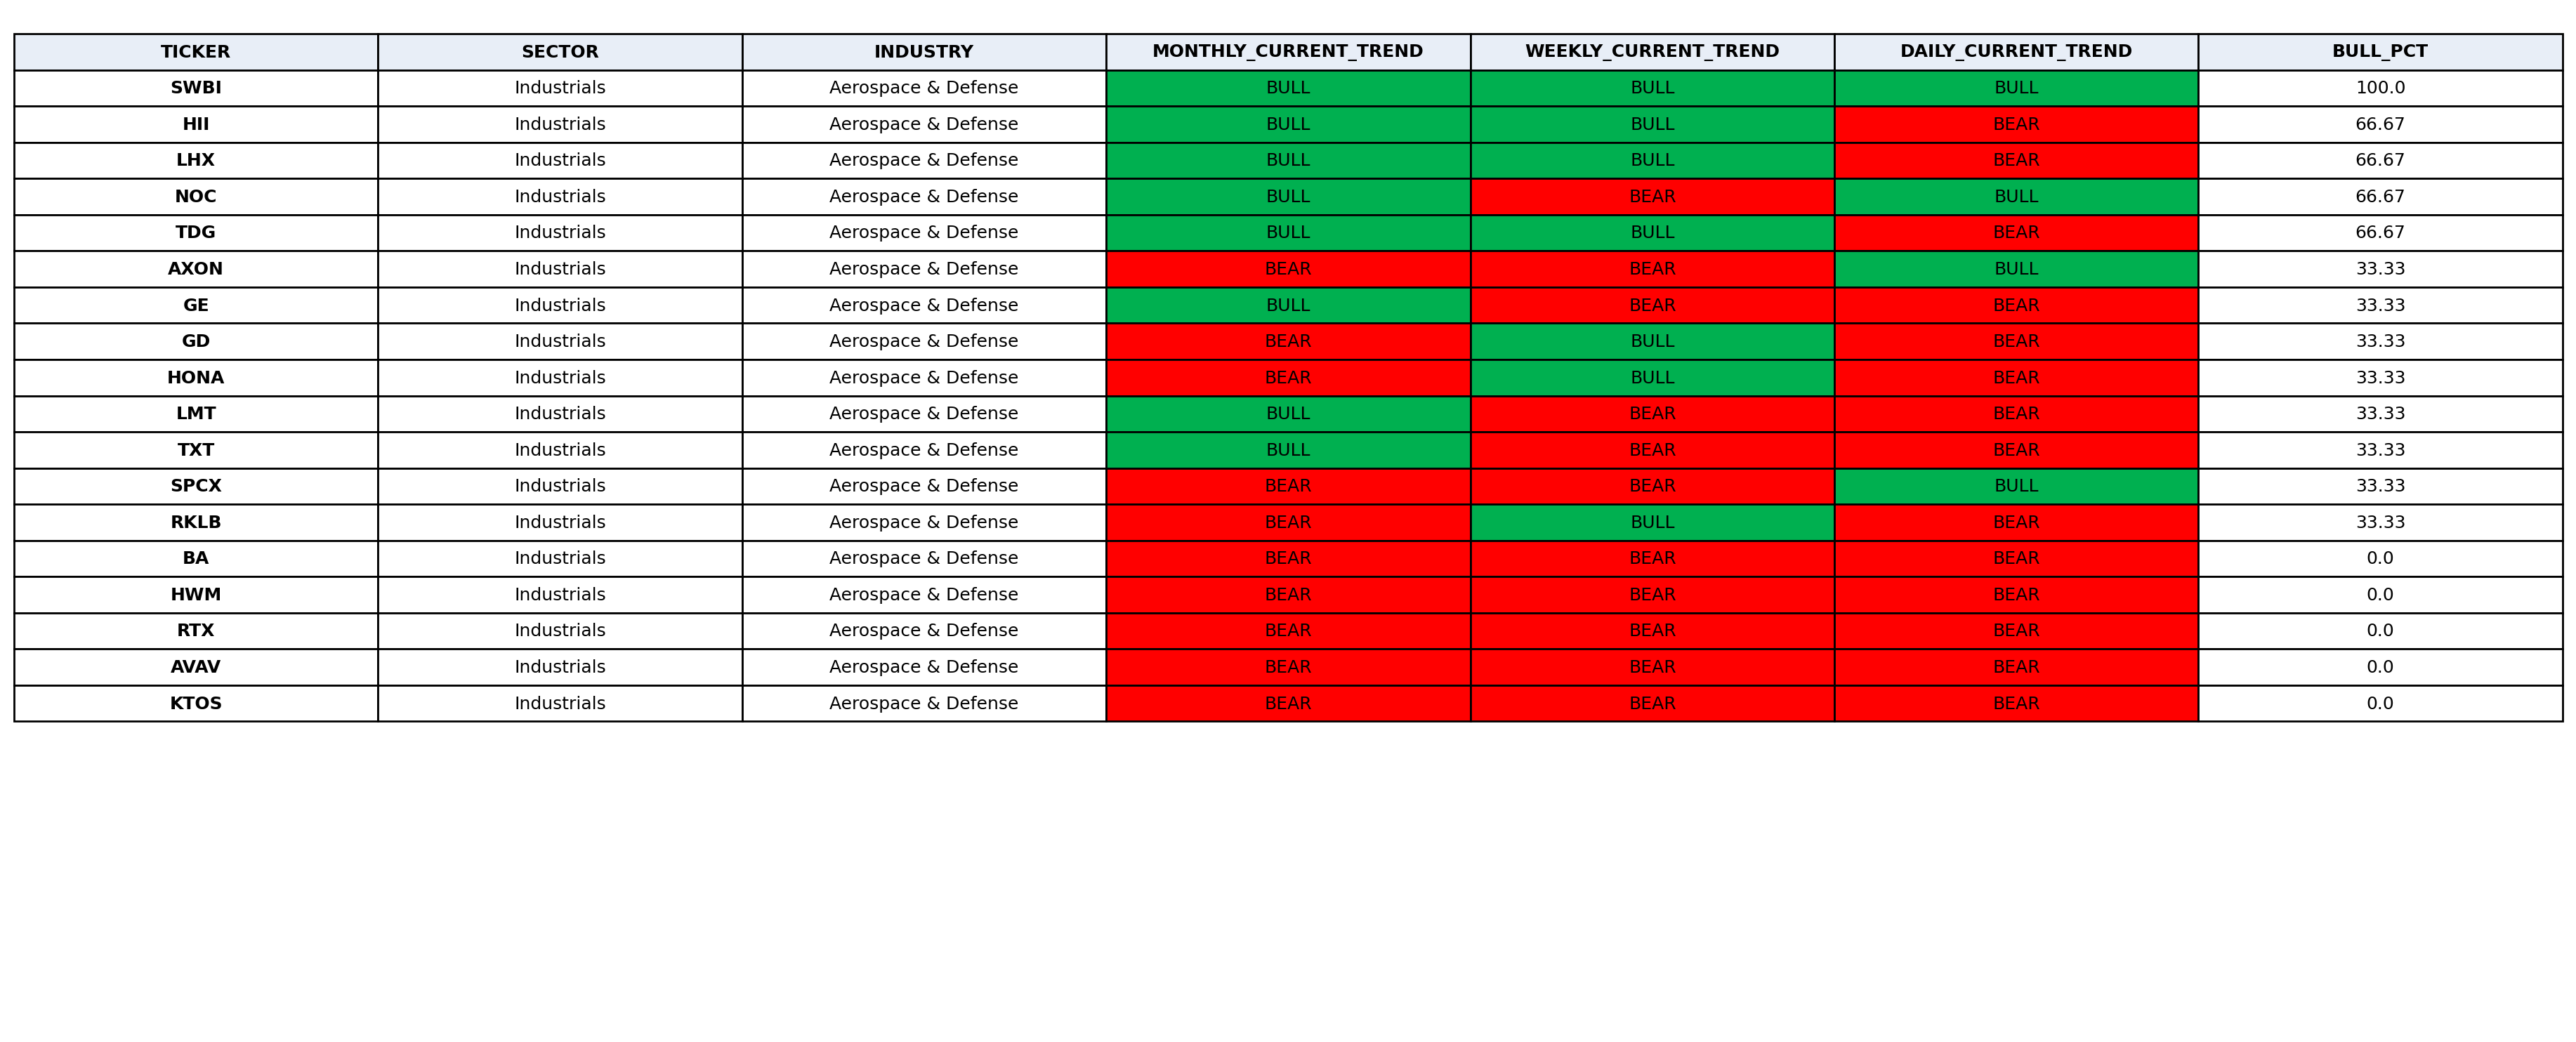 TICKER SECTOR INDUSTRY MONTHLY_CURRENT_TREND WEEKLY_CURRENT_TREND DAILY_CURRENT_TREND BULL_PCT
SWBI Industrials Aerospace & Defense BULL BULL BULL 100.0
HII Industrials Aerospace & Defense BULL BULL BEAR 66.67
LHX Industrials Aerospace & Defense BULL BULL BEAR 66.67
NOC Industrials Aerospace & Defense BULL BEAR BULL 66.67
TDG Industrials Aerospace & Defense BULL BULL BEAR 66.67
AXON Industrials Aerospace & Defense BEAR BEAR BULL 33.33
GE Industrials Aerospace & Defense BULL BEAR BEAR 33.33
GD Industrials Aerospace & Defense BEAR BULL BEAR 33.33
HONA Industrials Aerospace & Defense BEAR BULL BEAR 33.33
LMT Industrials Aerospace & Defense BULL BEAR BEAR 33.33
TXT Industrials Aerospace & Defense BULL BEAR BEAR 33.33
SPCX Industrials Aerospace & Defense BEAR BEAR BULL 33.33
RKLB Industrials Aerospace & Defense BEAR BULL BEAR 33.33
BA Industrials Aerospace & Defense BEAR BEAR BEAR 0.0
HWM Industrials Aerospace & Defense BEAR BEAR BEAR 0.0
RTX Industrials Aerospace & Defense BEAR BEAR BEAR 0.0
AVAV Industrials Aerospace & Defense BEAR BEAR BEAR 0.0
KTOS Industrials Aerospace & Defense BEAR BEAR BEAR 0.0